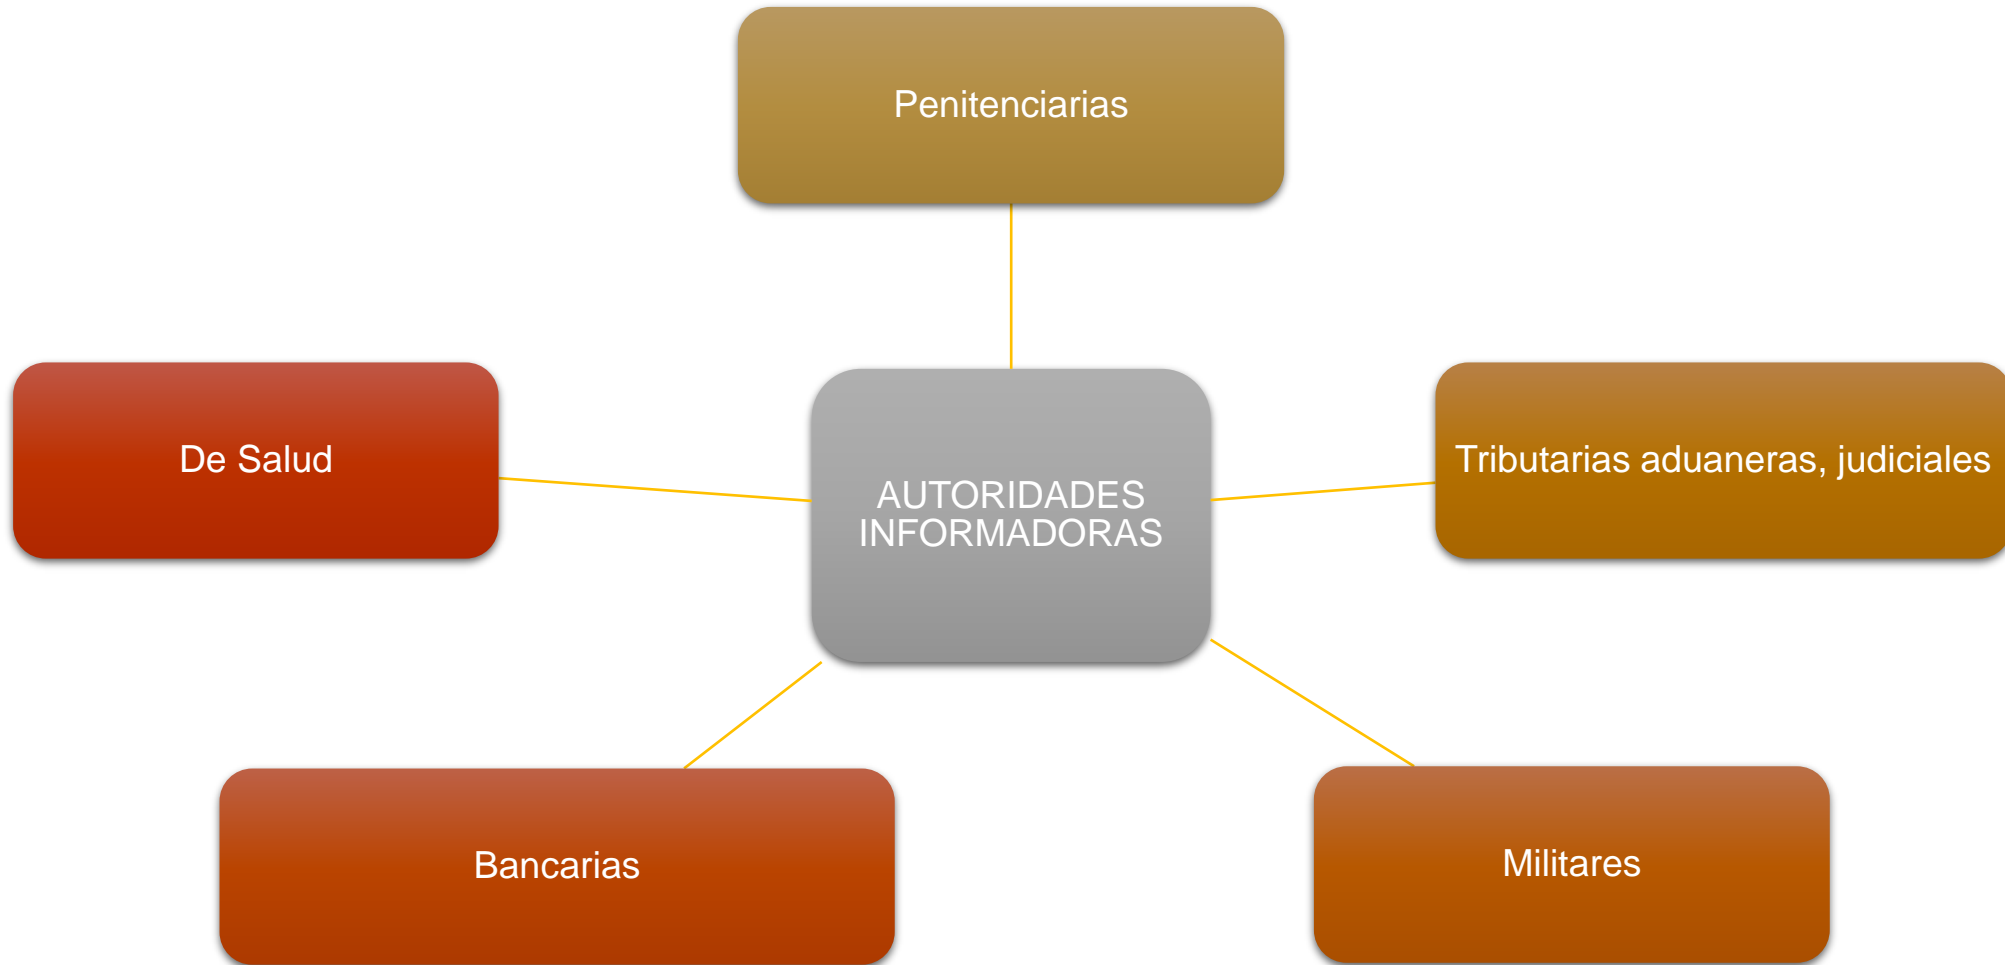 Penitenciarias
De Salud
Tributarias aduaneras, judiciales
AUTORIDADES
INFORMADORAS
Bancarias
Militares